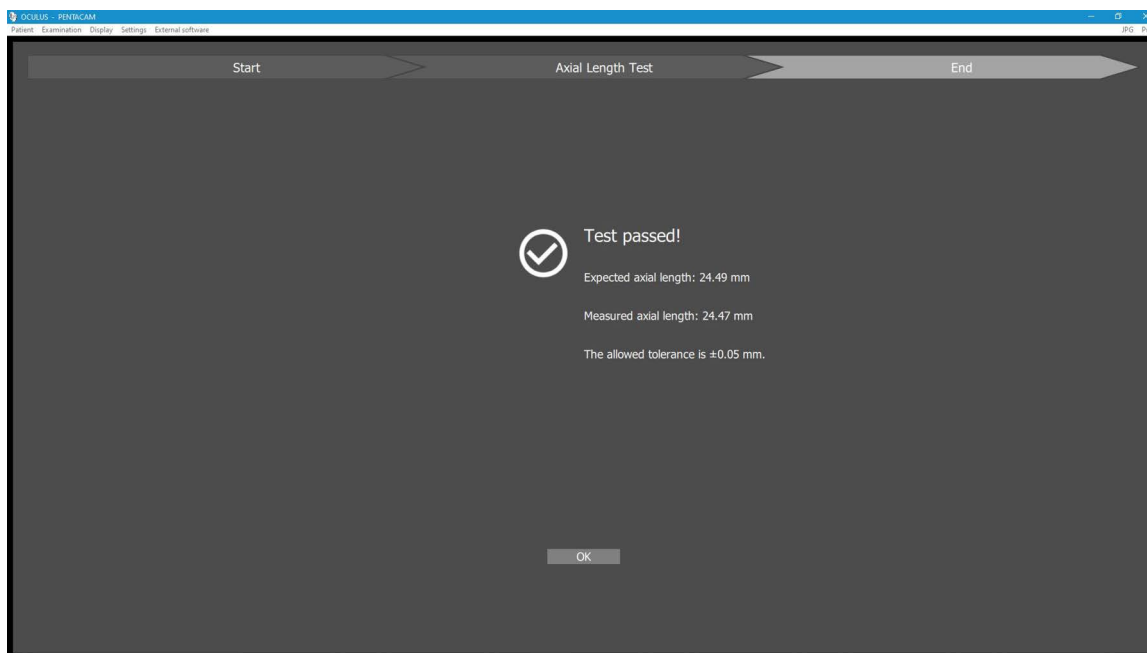 OCULUS - PENTACAM
Patient Examination Display Settings External software JPG
Start Axial Length Test End
Test passed!
Expected axial length: 24.49 mm
Measured axial length: 24.47 mm
The allowed tolerance is ±0.05 mm.
OK